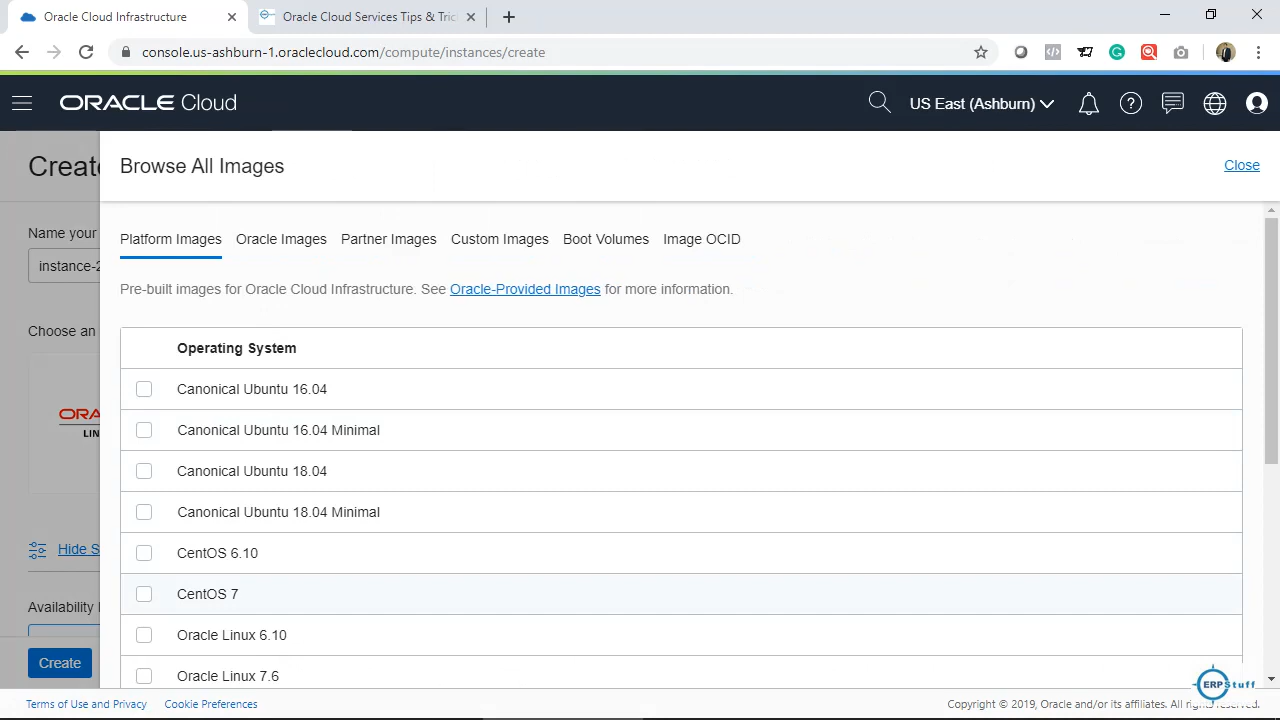 Oracle Cloud Infrastructure
Oracle Cloud Services Tips & Tric
console.us-ashburn-1.oraclecloud.com/compute/instances/create
ORACLE Cloud
US East (Ashburn)
Create
Browse All Images
Close
Name your
instance-2
Platform Images
Oracle Images
Partner Images
Custom Images
Boot Volumes
Image OCID
Pre-built images for Oracle Cloud Infrastructure. See Oracle-Provided Images for more information.
Choose an
Operating System
Canonical Ubuntu 16.04
ORA
LIN
Canonical Ubuntu 16.04 Minimal
Canonical Ubuntu 18.04
Canonical Ubuntu 18.04 Minimal
Hide S
CentOS 6.10
Availability
CentOS 7
Oracle Linux 6.10
Create
Oracle Linux 7.6
ERPStuff
Terms of Use and Privacy
Cookie Preferences
Copyright © 2019, Oracle and/or its affiliates. All rights reserved.